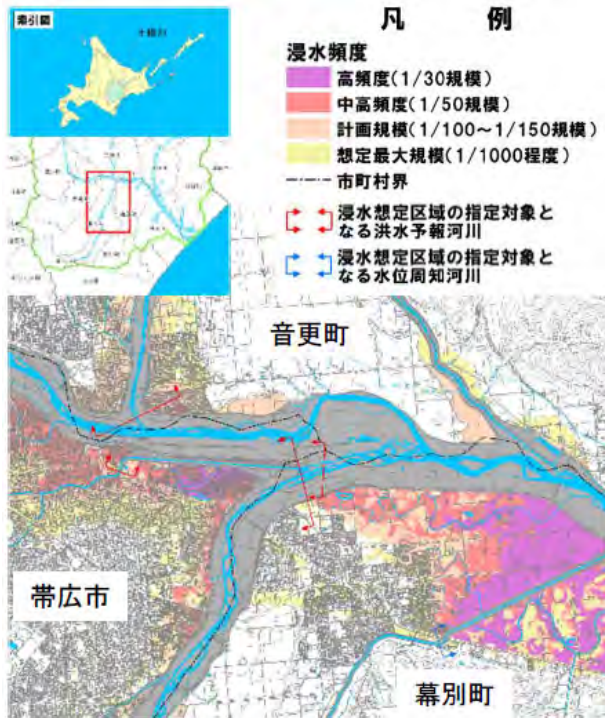 索引図
十勝川
凡 例
浸水頻度
高頻度(1/30規模)
中高頻度(1/50規模)
計画規模(1/100～1/150規模)
想定最大規模(1/1000程度)
市町村界
浸水想定区域の指定対象と
なる洪水予報河川
浸水想定区域の指定対象と
なる水位周知河川
音更町
帯広市
幕別町